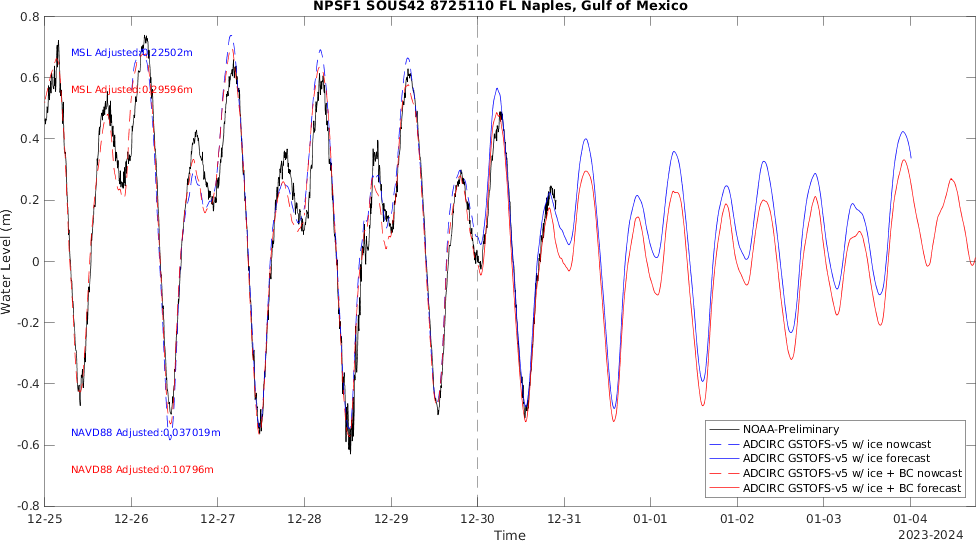 NPSF1 SOUS42 8725110 FL Naples, Gulf of Mexico
0.8
0.6
0.4
0.2
0
-0.2
-0.4
-0.6
-0.8
Water Level (m)
MSL Adjusted:0.22502m
MSL Adjusted:0.29596m
NAVD88 Adjusted:0.037019m
NAVD88 Adjusted:0.10796m
NOAA-Preliminary
ADCIRC GSTOFS-v5 w/ ice nowcast
ADCIRC GSTOFS-v5 w/ ice forecast
ADCIRC GSTOFS-v5 w/ ice + BC nowcast
ADCIRC GSTOFS-v5 w/ ice + BC forecast
12-25 12-26 12-27 12-28 12-29 12-30 12-31 01-01 01-02 01-03 01-04
Time
2023-2024